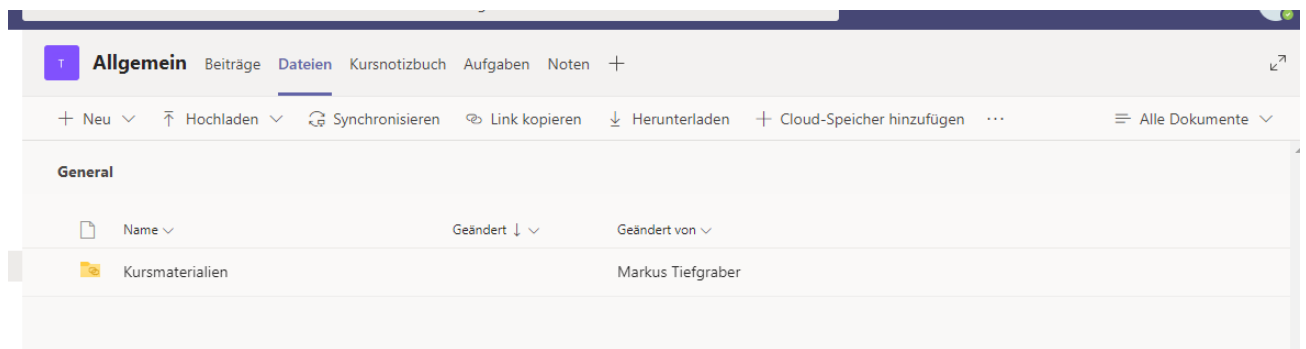 T Allgemein Beiträge Dateien Kursnotizbuch Aufgaben Noten
Neu Hochladen Synchronisieren Link kopieren Herunterladen Cloud-Speicher hinzufügen ... Alle Dokumente
General
Name Geändert Geändert von
Kursmaterialien Markus Tiefgraber